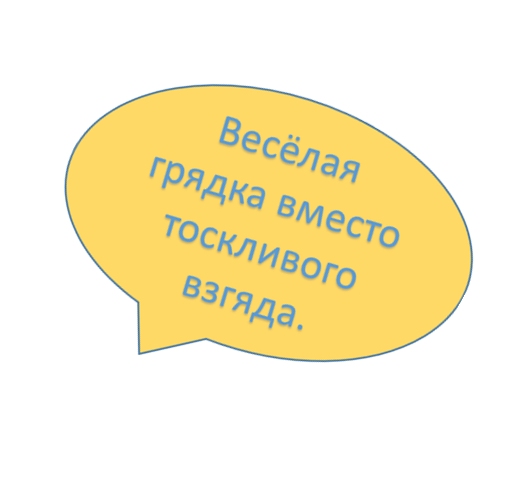 Весёлая
грядка вместо
тоскливого
взгяда.